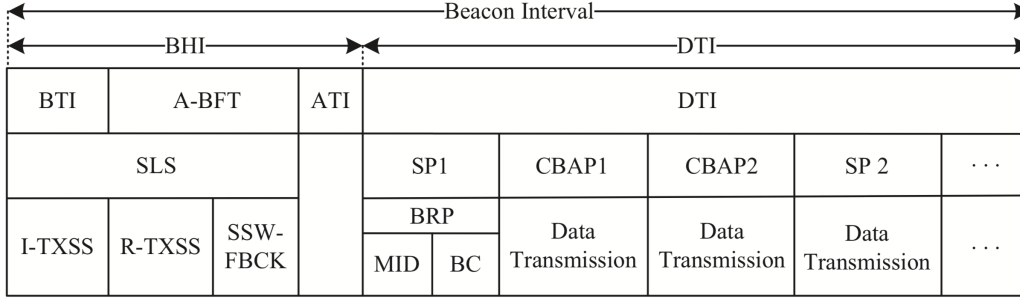 Beacon Interval
BHI DTI
BTI A-BFT ATI DTI
SLS SP1 CBAP1 CBAP2 SP 2 · · ·
I-TXSS R-TXSS SSW-
FBCK
BRP
MID BC
Data
Transmission
Data
Transmission
Data
Transmission
· · ·